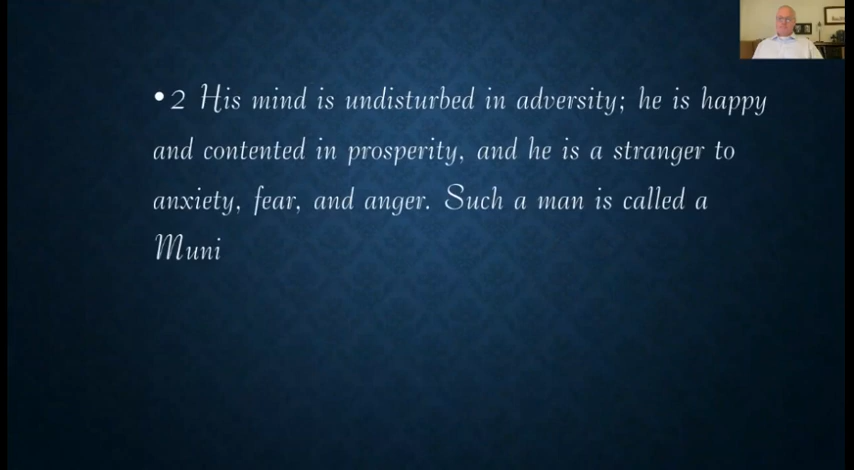 •2 His mind is undisturbed in adversity; he is happy
and contented in prosperity, and he is a stranger to
anxiety, fear, and anger. Such a man is called a
Muni